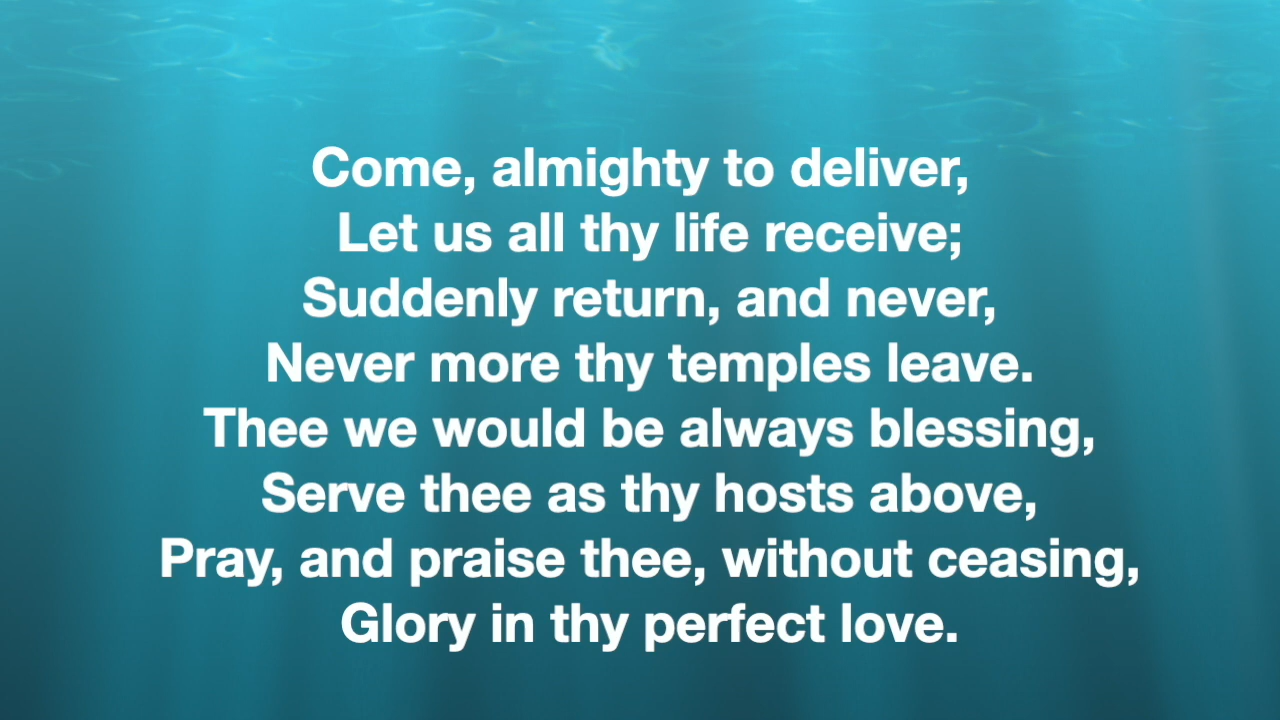 Come, almighty to deliver,
Let us all thy life receive;
Suddenly return, and never,
Never more thy temples leave.
Thee we would be always blessing,
Serve thee as thy hosts above,
Pray, and praise thee, without ceasing,
Glory in thy perfect love.